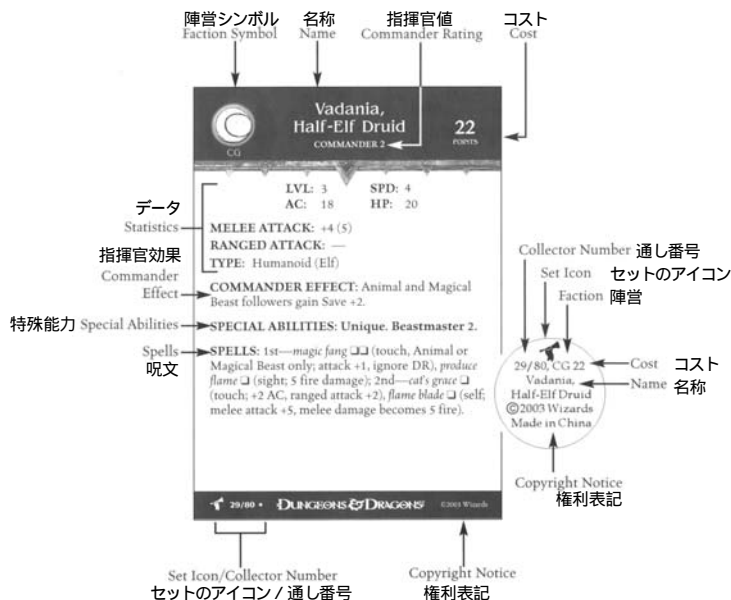 陣営シンボル 名称 指揮官値 コスト
Faction Symbol Name Commander Rating Cost
Vadania,
Half-Elf Druid
COMMANDER 2
22
POINTS
CG
LVL: 3 SPD: 4
AC: 18 HP: 20
データ
Statistics
MELEE ATTACK: +4 (5)
RANGED ATTACK: —
TYPE: Humanoid (Elf)
指揮官効果
Commander
Effect
COMMANDER EFFECT: Animal and Magical
Beast followers gain Save +2.
特殊能力 Special Abilities
SPECIAL ABILITIES: Unique. Beastmaster 2.
Spells
呪文
SPELLS: 1st—magic fang ❏❏ (touch, Animal or
Magical Beast only; attack +1, ignore DR), produce
flame ❏ (sight; 5 fire damage); 2nd—cat's grace ❏
(touch; +2 AC, ranged attack +2), flame blade ❏ (self;
melee attack +5, melee damage becomes 5 fire).
Collector Number 通し番号
Set Icon セットのアイコン
Faction 陣営
29/80, CG 22
Vadania,
Half-Elf Druid
©2003 Wizards
Made in China
Cost コスト
Name 名称
Copyright Notice
権利表記
29/80 • DUNGEONS & DRAGONS ©2003 Wizards
Set Icon/Collector Number
セットのアイコン / 通し番号
Copyright Notice
権利表記